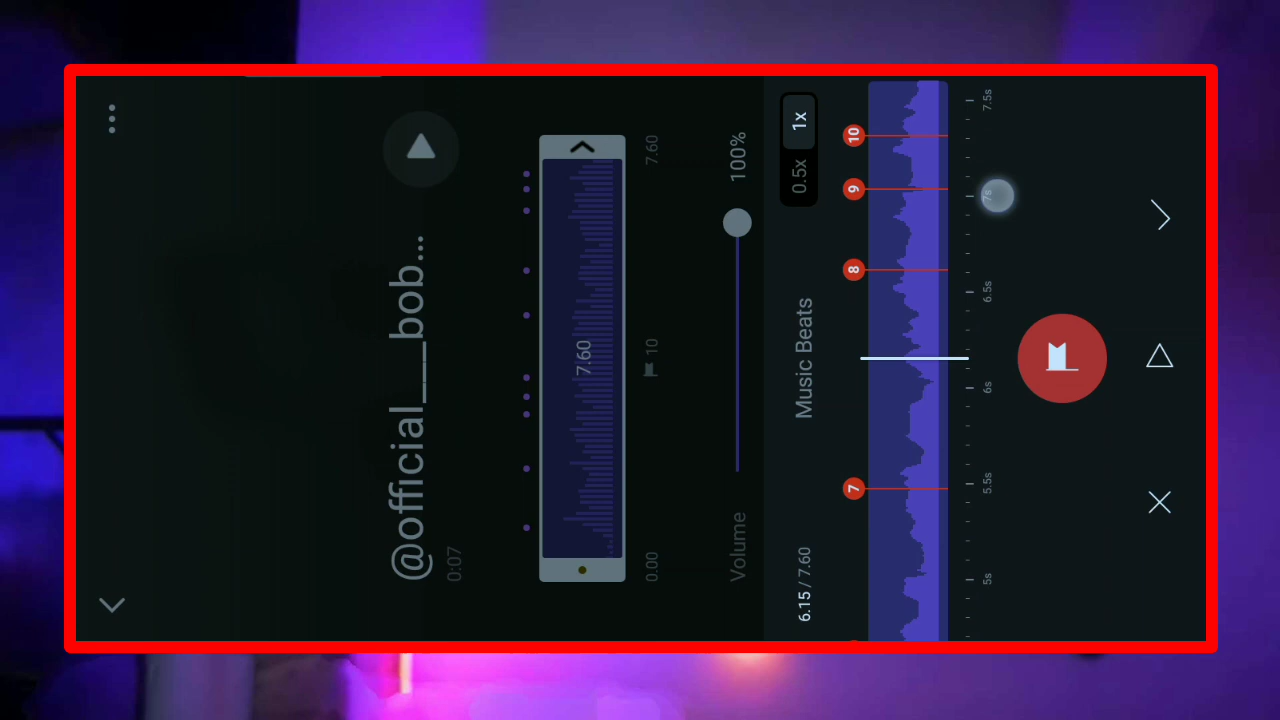 @official___bob...
0:07
7.60
0.00
10
7.60
Volume
100%
6.15 / 7.60
Music Beats
0.5x
1x
7
8
9
10
5s
5.5s
6s
6.5s
7s
7.5s